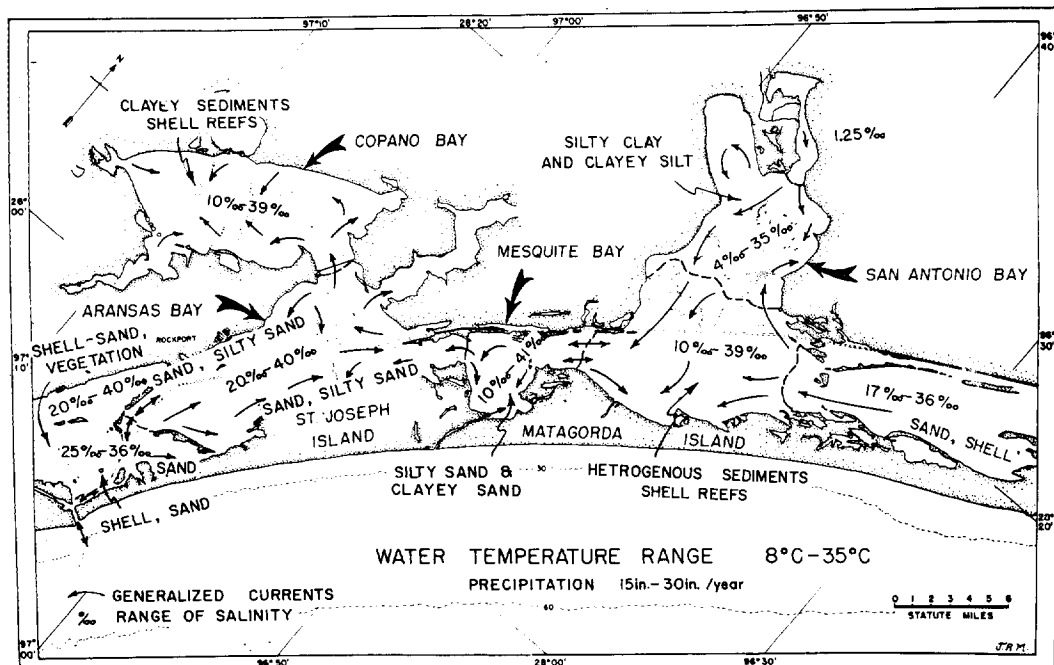 97°10' 28°20' 97°00' 96°50'
96°
40'
N
CLAYEY SEDIMENTS
SHELL REEFS
COPANO BAY
SILTY CLAY
AND CLAYEY SILT
1.25‰
10‰-39‰
28°
00'
MESQUITE BAY
4‰-35‰
SAN ANTONIO BAY
ARANSAS BAY
SHELL-SAND,
VEGETATION
ROCKPORT
SAND, SILTY SAND
97°
10'
96°
30'
20‰-40‰
20‰-40‰
SAND, SILTY SAND
10‰-41‰
10‰-39‰
17‰-36‰
SAND, SHELL
ST JOSEPH
ISLAND
MATAGORDA
ISLAND
25‰-36‰
SAND
SHELL, SAND
SILTY SAND &
CLAYEY SAND
30
HETROGENOUS SEDIMENTS
SHELL REEFS
20'
WATER TEMPERATURE RANGE 8°C-35°C
PRECIPITATION 15in.-30in./year
GENERALIZED CURRENTS
‰ RANGE OF SALINITY
60
0 1 2 3 4 5 6
STATUTE MILES
J.R.M.
97°
00'
96°50' 28°00' 96°30'